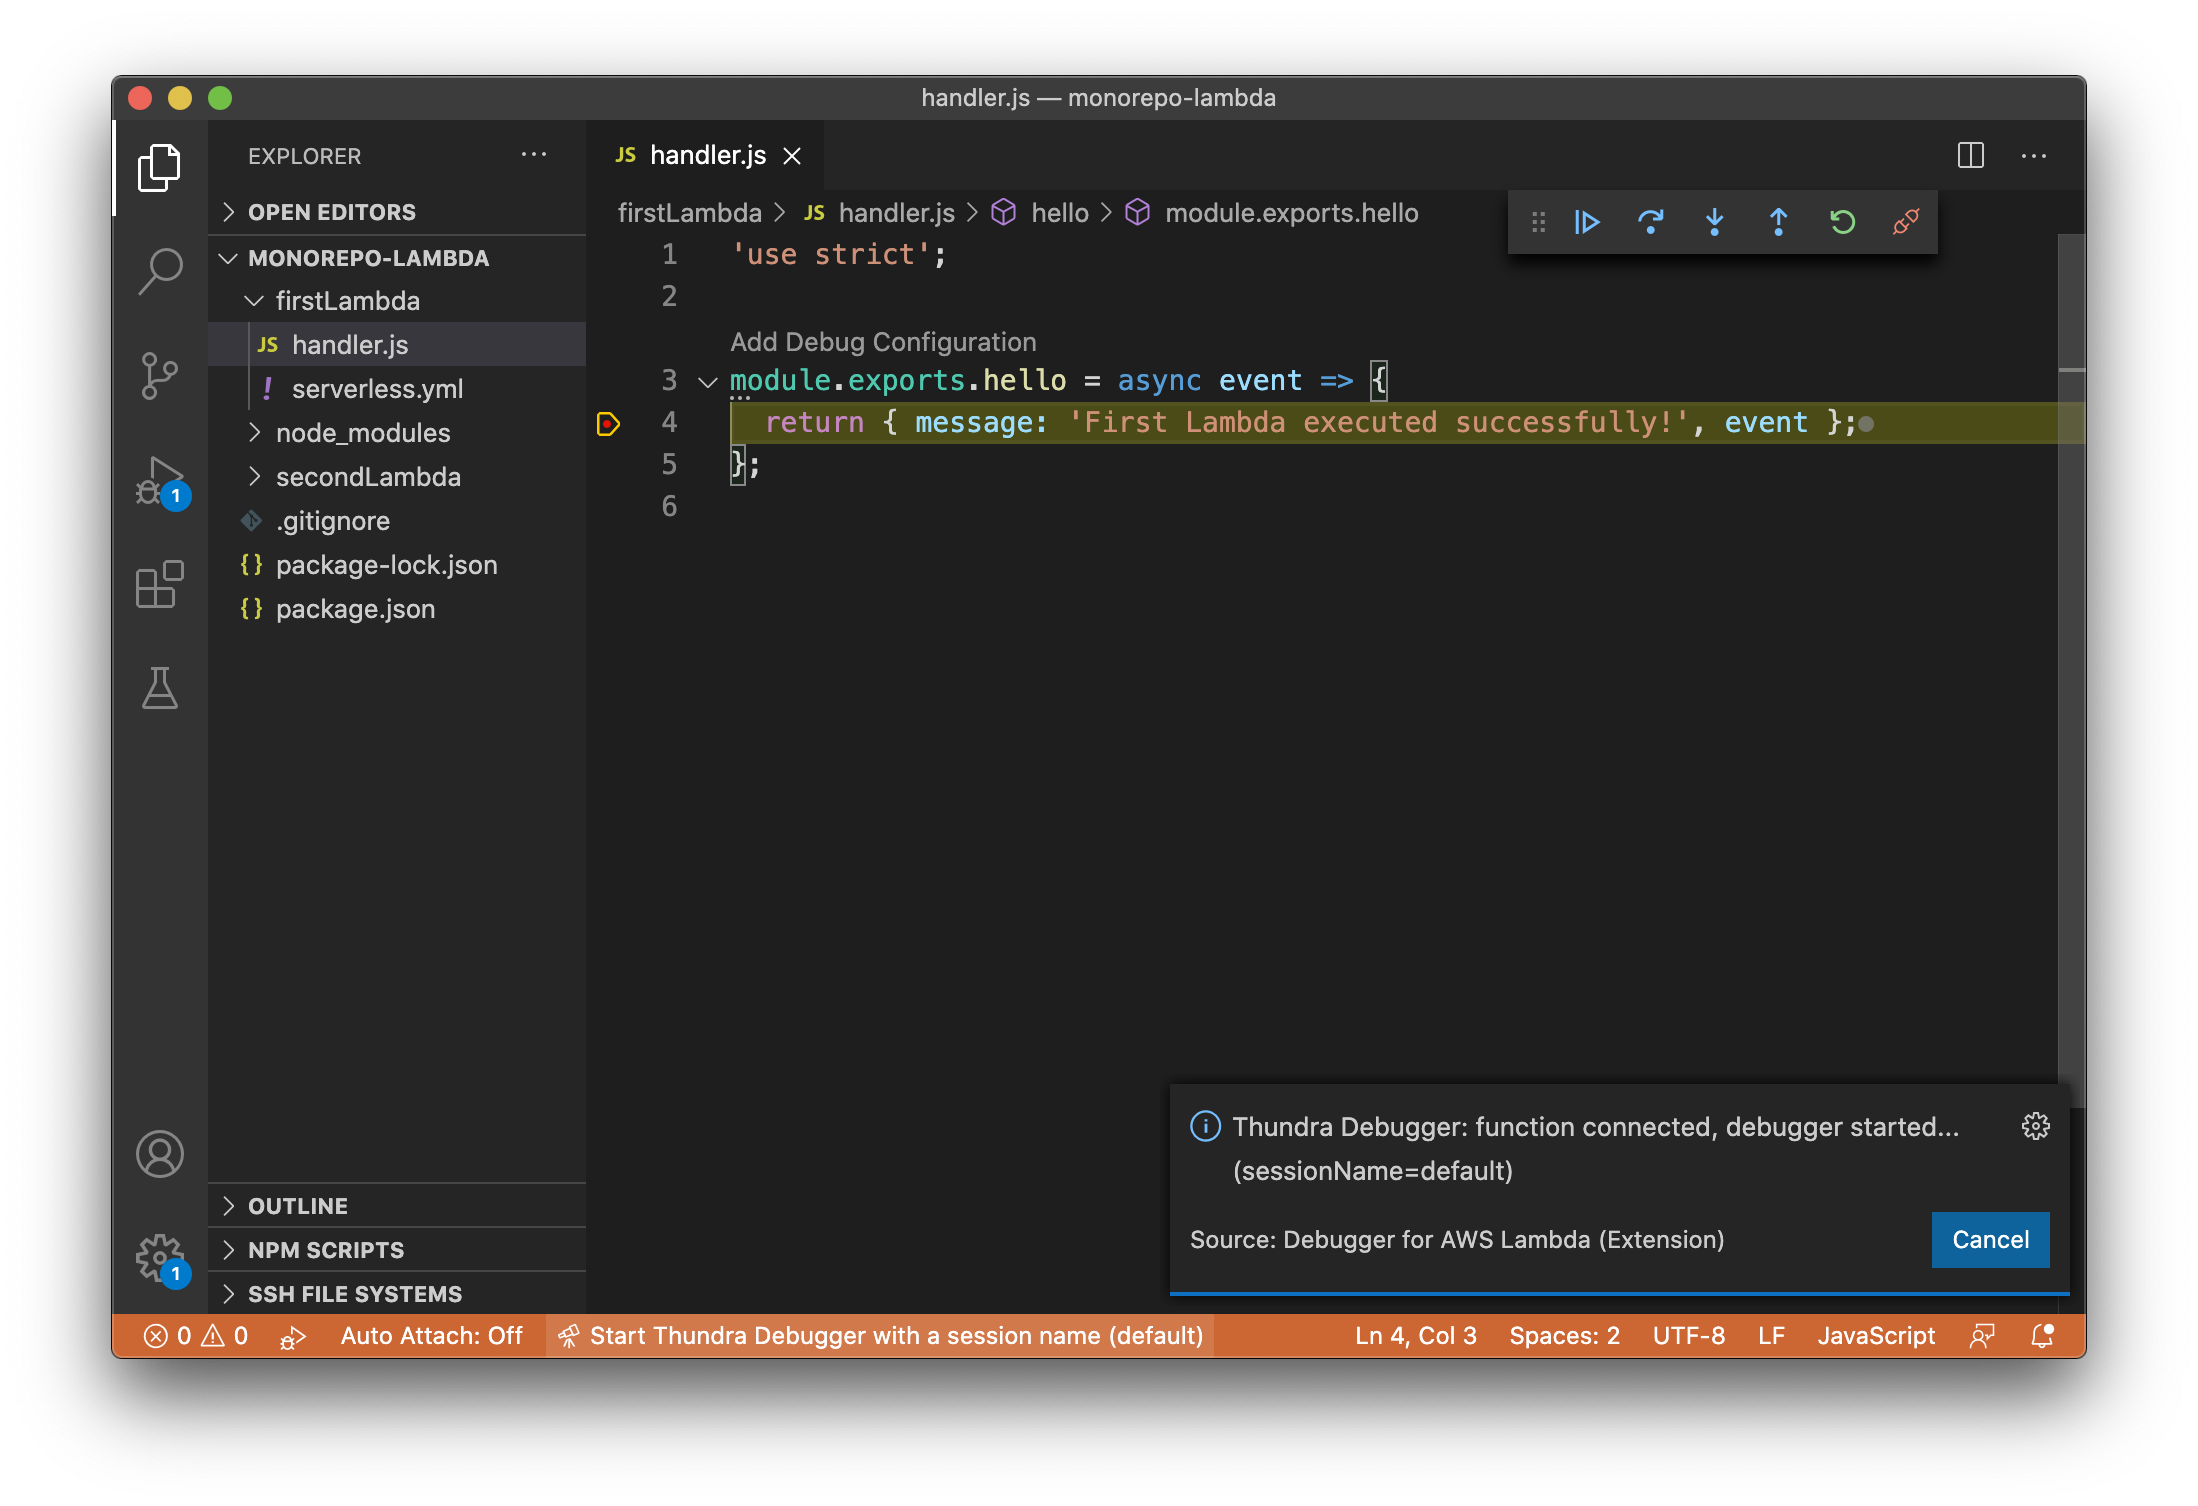 handler.js — monorepo-lambda
EXPLORER
OPEN EDITORS
MONOREPO-LAMBDA
firstLambda
JS handler.js
! serverless.yml
node_modules
secondLambda
.gitignore
{} package-lock.json
{} package.json
OUTLINE
NPM SCRIPTS
SSH FILE SYSTEMS
1
1
JS handler.js
firstLambda > JS handler.js > hello > module.exports.hello
1 'use strict';
2
Add Debug Configuration
3 module.exports.hello = async event => {
4 return { message: 'First Lambda executed successfully!', event };
5 };
6
Thundra Debugger: function connected, debugger started...
(sessionName=default)
Source: Debugger for AWS Lambda (Extension)
Cancel
0 0 Auto Attach: Off Start Thundra Debugger with a session name (default) Ln 4, Col 3 Spaces: 2 UTF-8 LF JavaScript